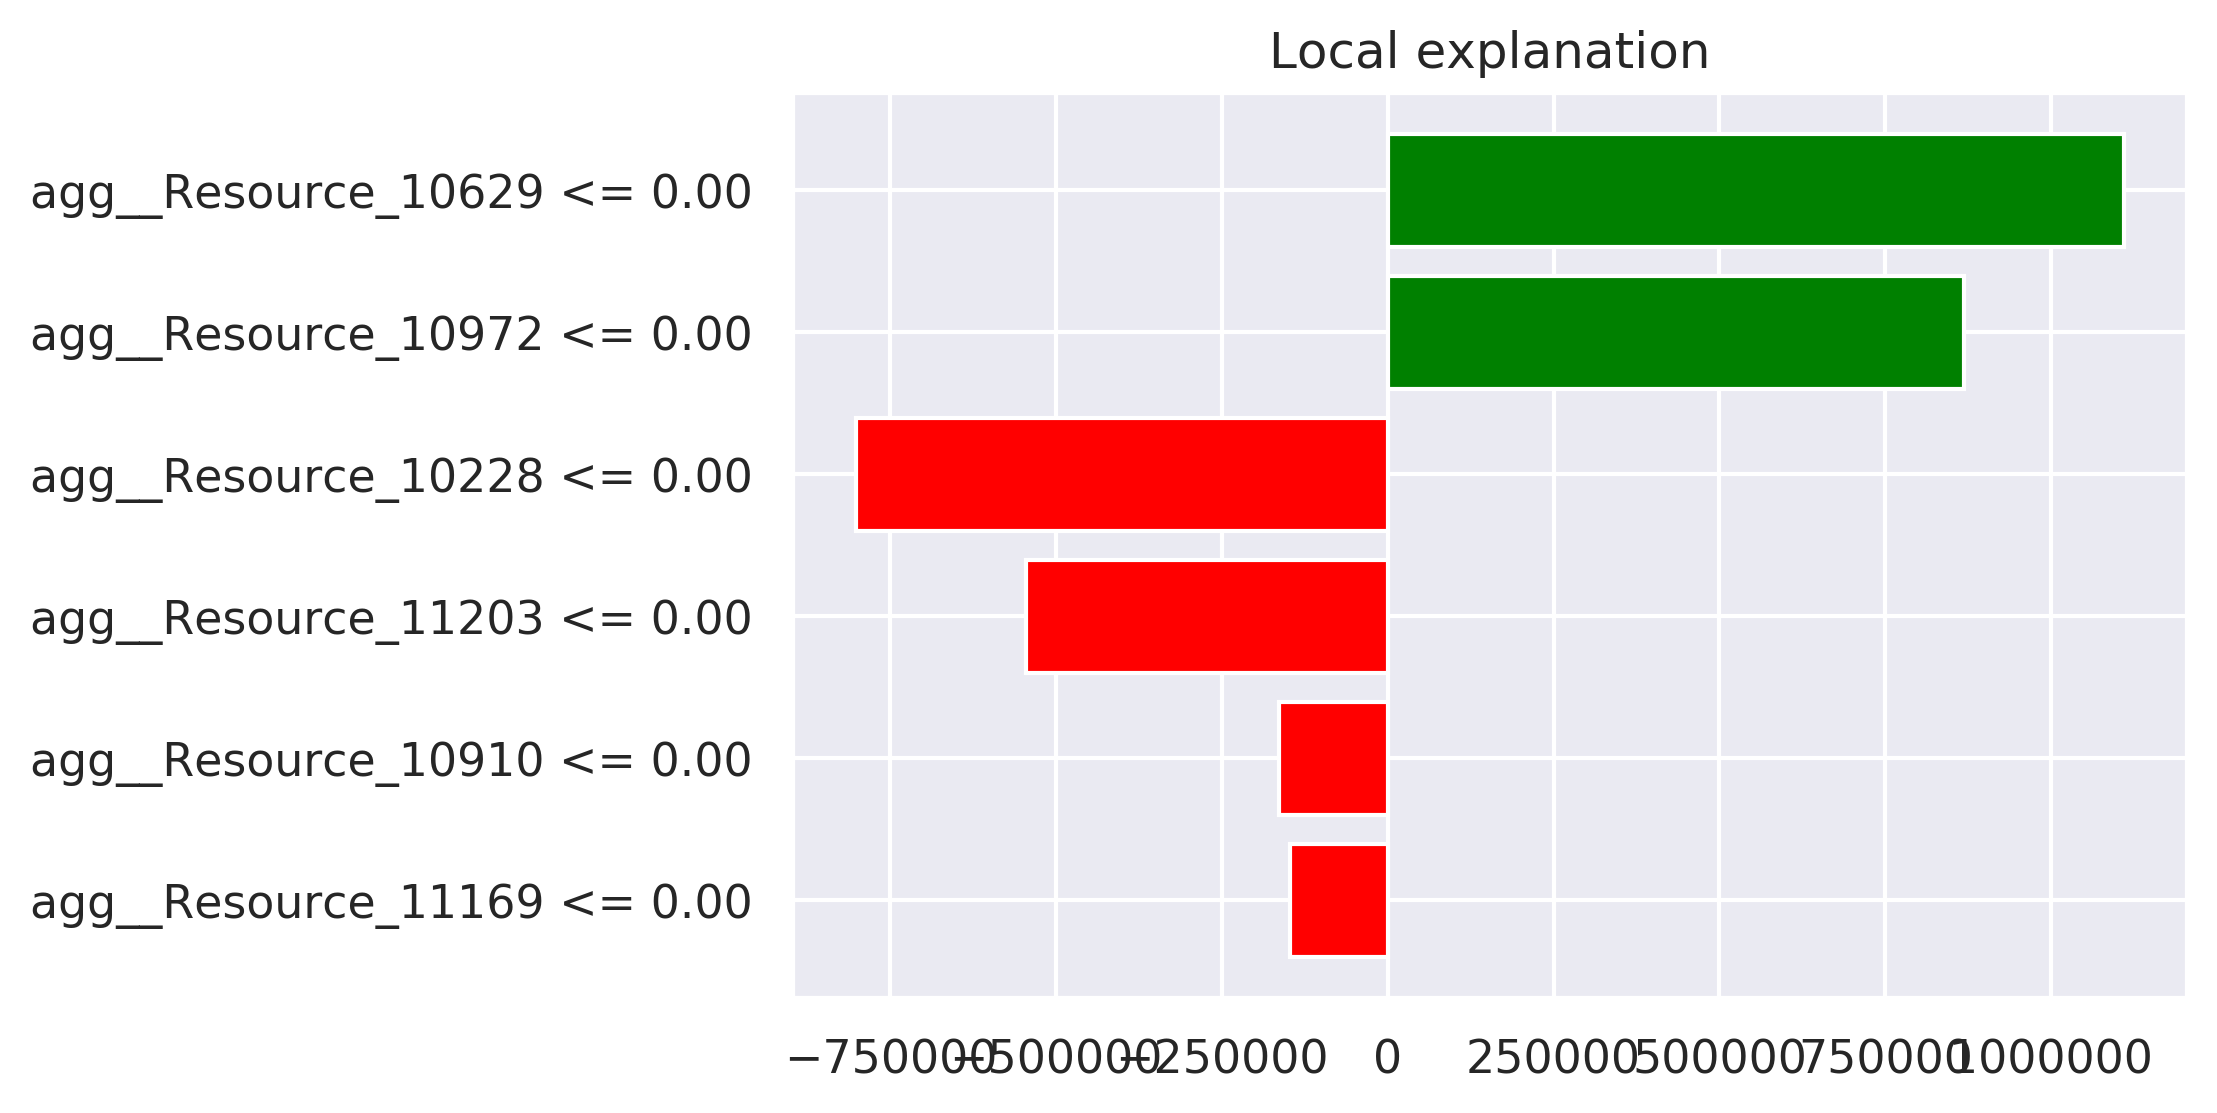 Local explanation
agg__Resource_10629 <= 0.00
agg__Resource_10972 <= 0.00
agg__Resource_10228 <= 0.00
agg__Resource_11203 <= 0.00
agg__Resource_10910 <= 0.00
agg__Resource_11169 <= 0.00
−750000 −500000 −250000 0 250000 500000 750000 1000000